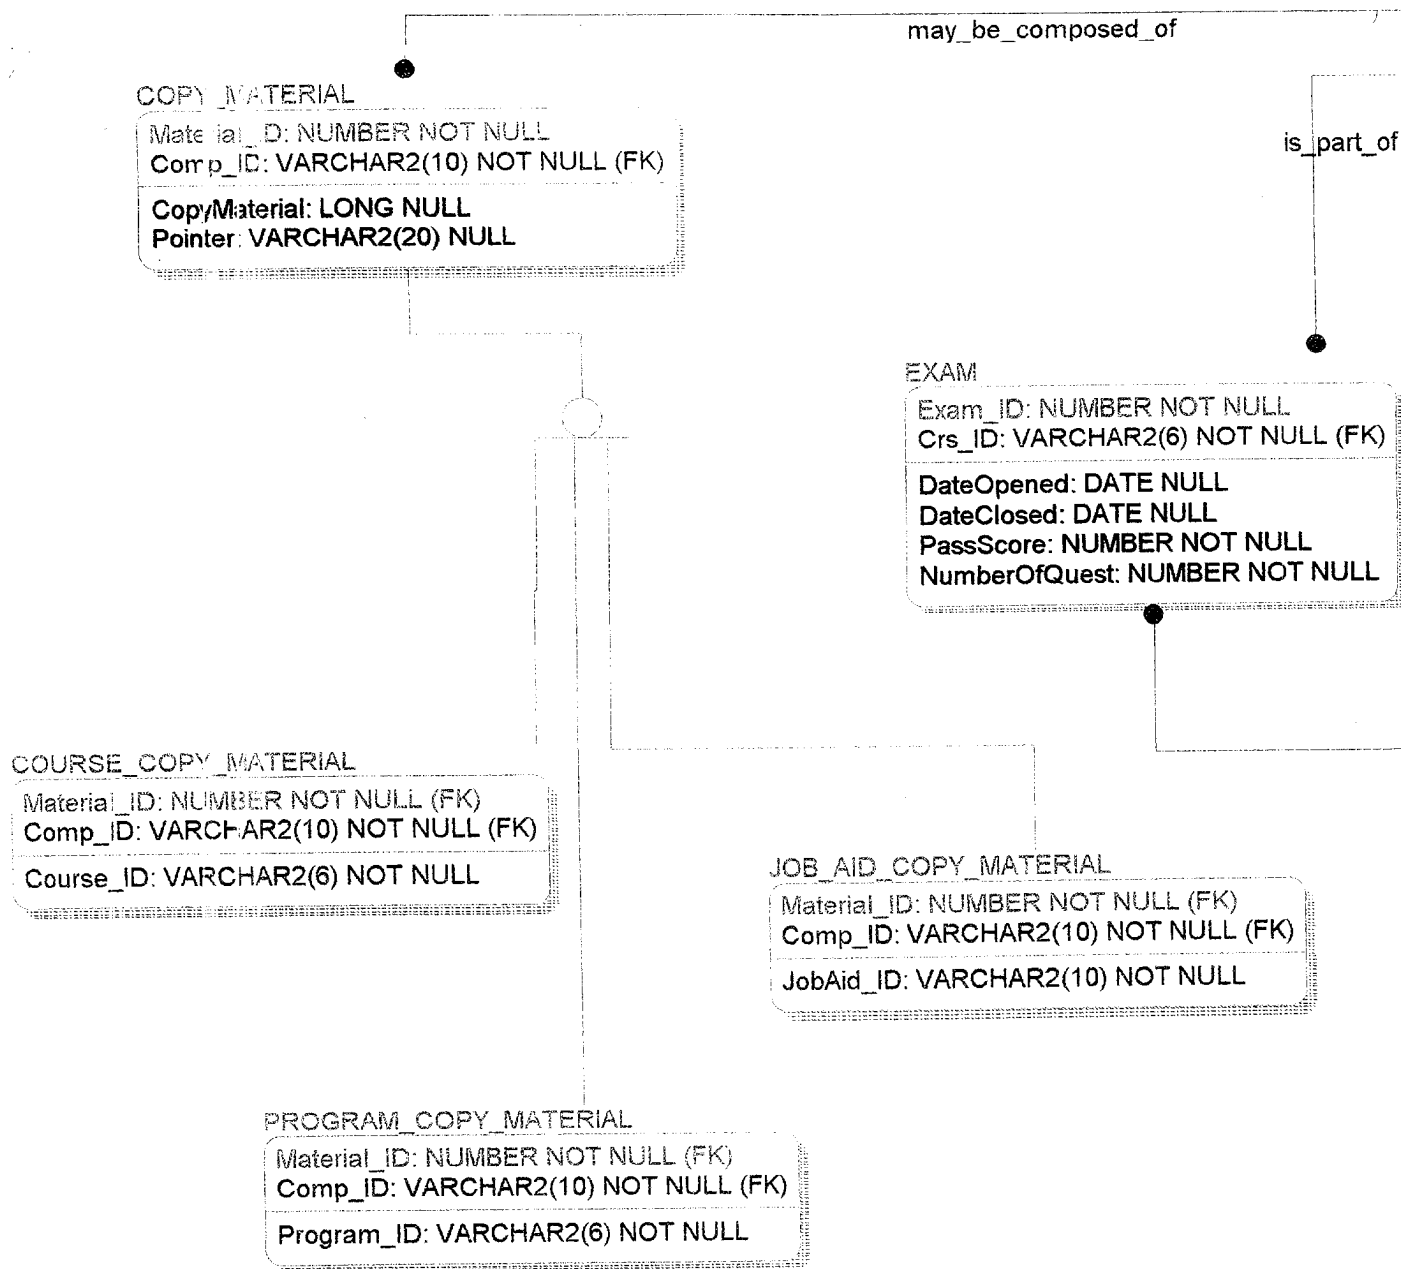 may_be_composed_of
COPY_MATERIAL
Material_ID: NUMBER NOT NULL
Comp_ID: VARCHAR2(10) NOT NULL (FK)
CopyMaterial: LONG NULL
Pointer: VARCHAR2(20) NULL
is_part_of
EXAM
Exam_ID: NUMBER NOT NULL
Crs_ID: VARCHAR2(6) NOT NULL (FK)
DateOpened: DATE NULL
DateClosed: DATE NULL
PassScore: NUMBER NOT NULL
NumberOfQuest: NUMBER NOT NULL
COURSE_COPY_MATERIAL
Material_ID: NUMBER NOT NULL (FK)
Comp_ID: VARCHAR2(10) NOT NULL (FK)
Course_ID: VARCHAR2(6) NOT NULL
JOB_AID_COPY_MATERIAL
Material_ID: NUMBER NOT NULL (FK)
Comp_ID: VARCHAR2(10) NOT NULL (FK)
JobAid_ID: VARCHAR2(10) NOT NULL
PROGRAM_COPY_MATERIAL
Material_ID: NUMBER NOT NULL (FK)
Comp_ID: VARCHAR2(10) NOT NULL (FK)
Program_ID: VARCHAR2(6) NOT NULL